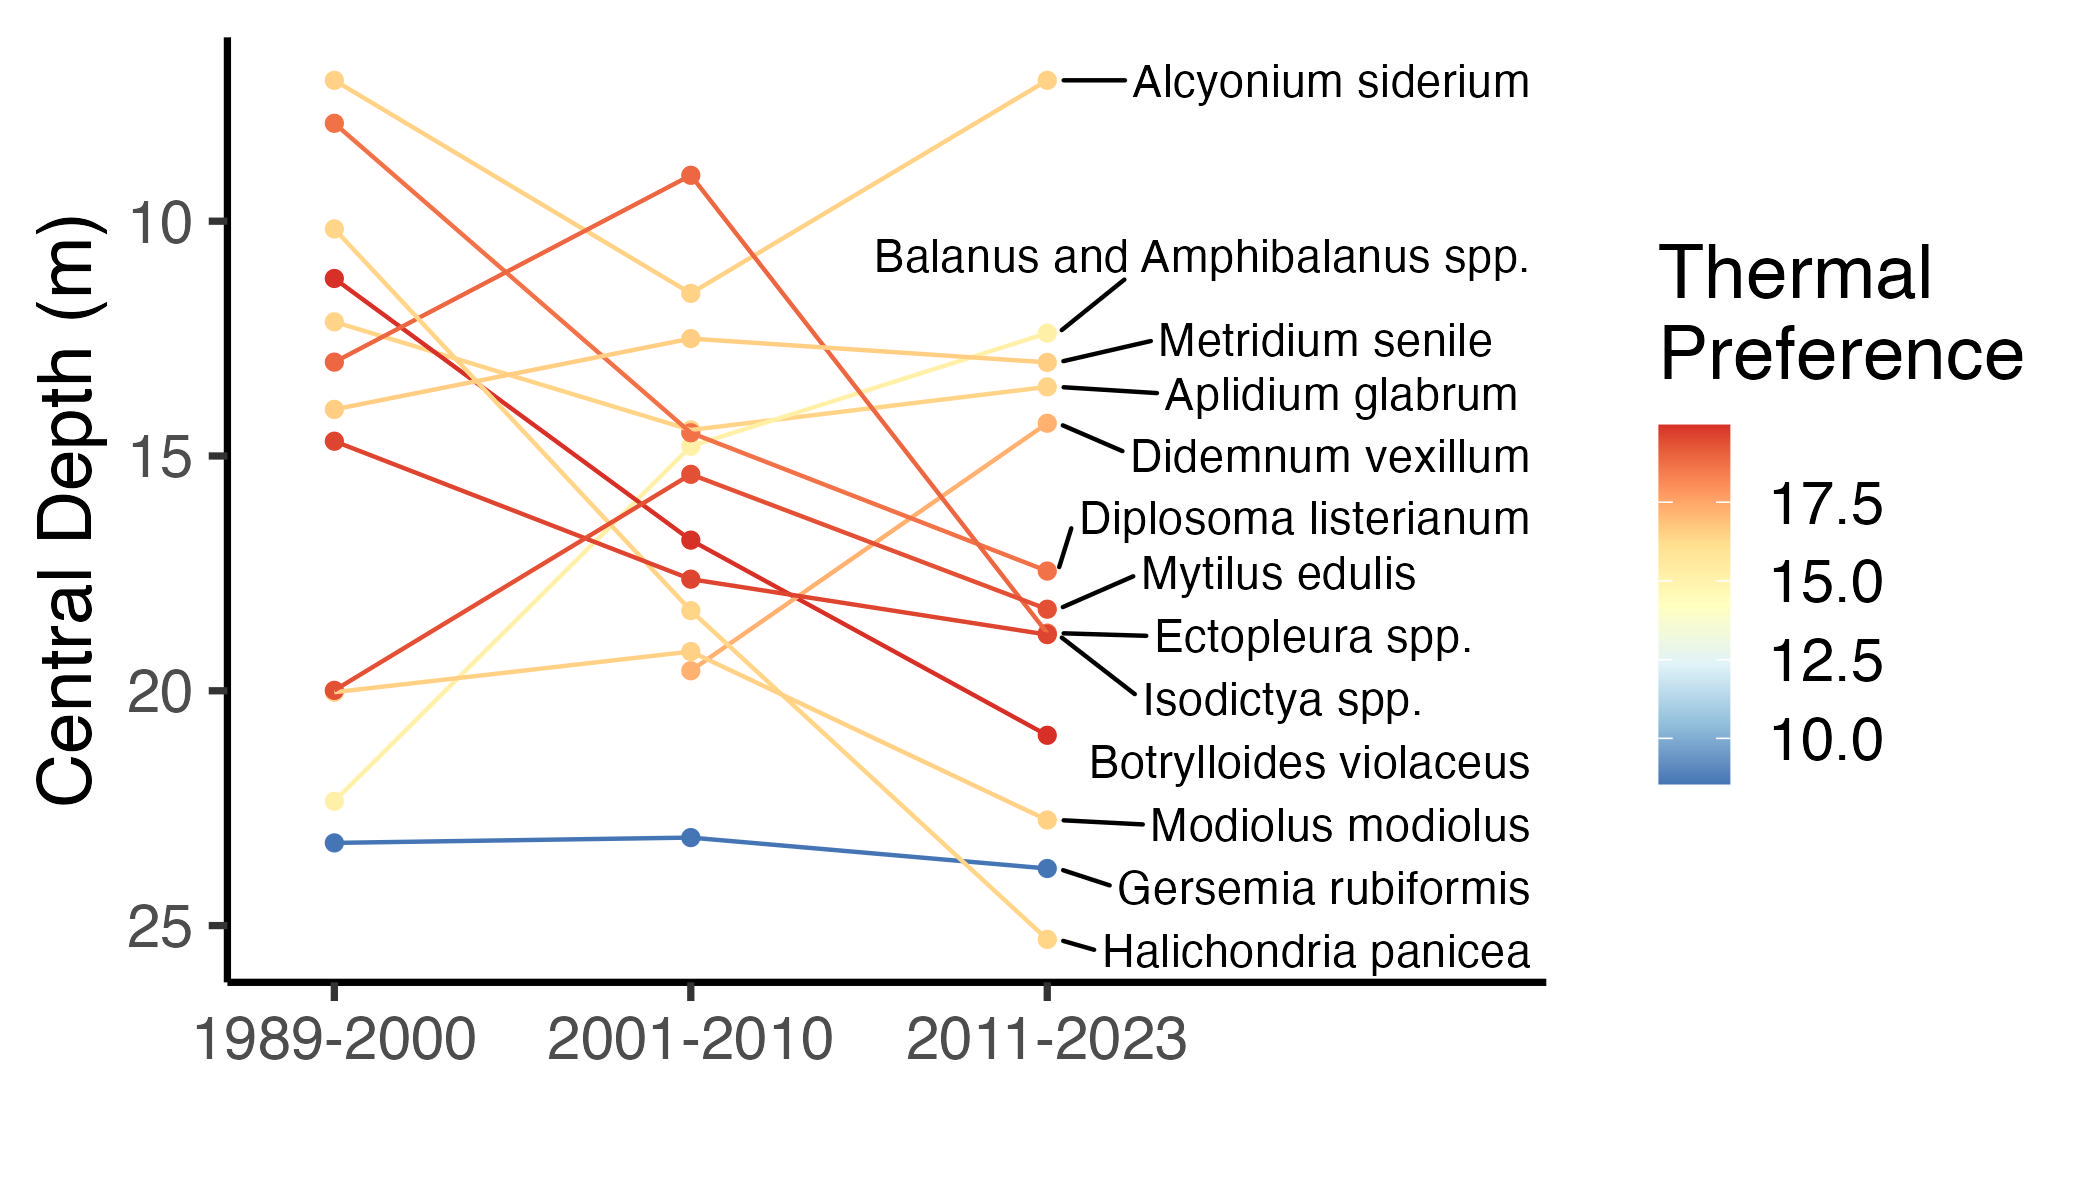 Central Depth (m)
10
15
20
25
1989-2000
2001-2010
2011-2023
Alcyonium siderium
Balanus and Amphibalanus spp.
Metridium senile
Aplidium glabrum
Didemnum vexillum
Diplosoma listerianum
Mytilus edulis
Ectopleura spp.
Isodictya spp.
Botrylloides violaceus
Modiolus modiolus
Gersemia rubiformis
Halichondria panicea
Thermal
Preference
17.5
15.0
12.5
10.0